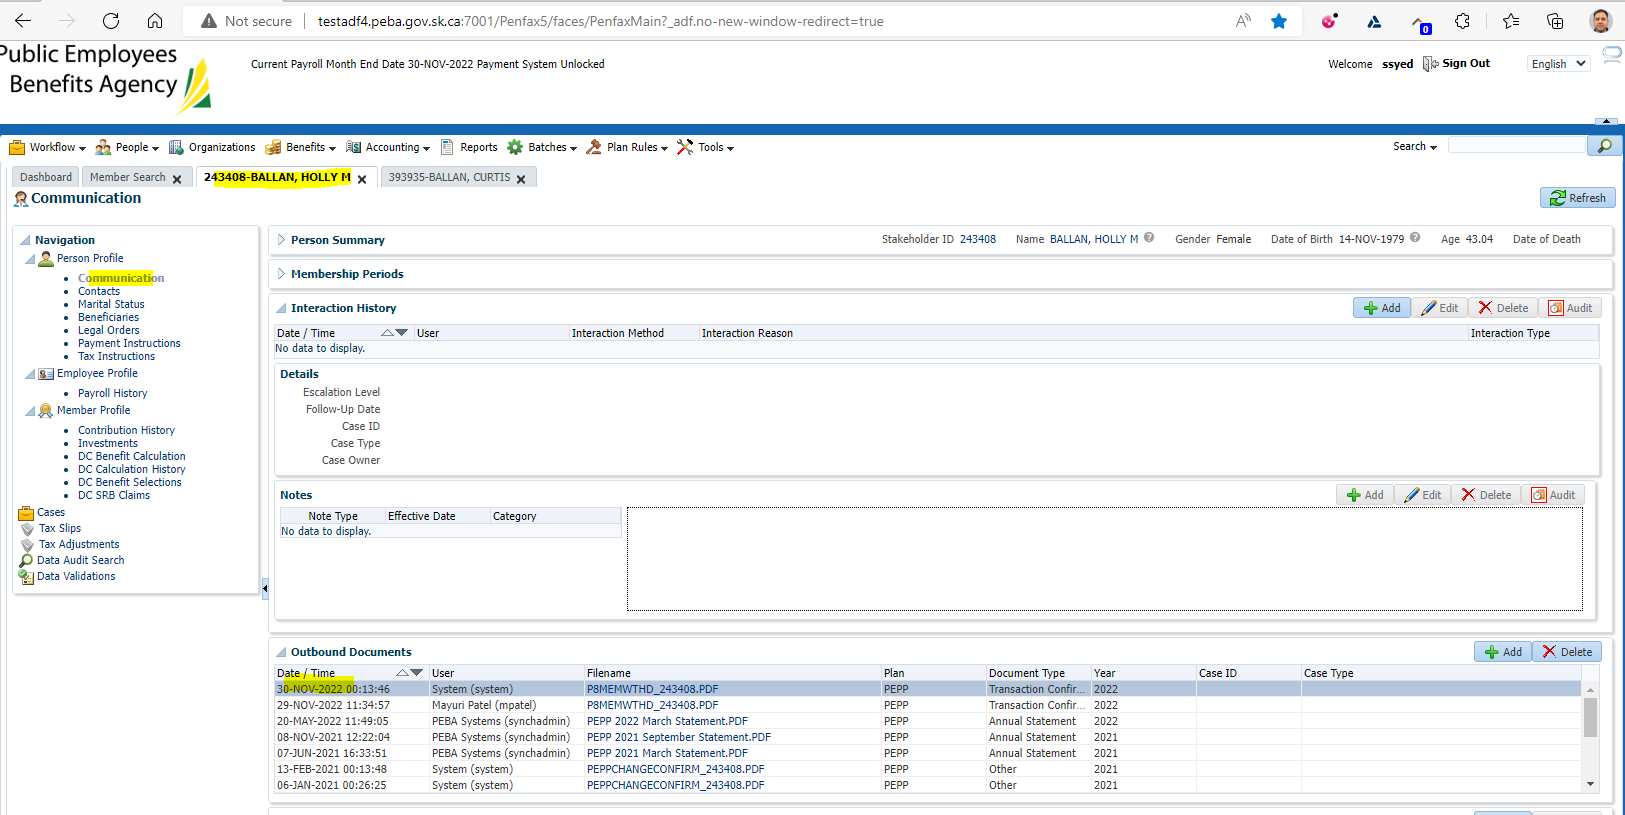 Not secure testadf4.peba.gov.sk.ca:7001/Penfax5/faces/PenfaxMain?_adf.no-new-window-redirect=true
0
Public Employees
Benefits Agency
Current Payroll Month End Date 30-NOV-2022 Payment System Unlocked
Welcome ssyed Sign Out English
Workflow People Organizations Benefits Accounting Reports Batches Plan Rules Tools Search
Dashboard Member Search 243408-BALLAN, HOLLY M 393935-BALLAN, CURTIS
Communication Refresh
Navigation
Person Profile
Communication
Contacts
Marital Status
Beneficiaries
Legal Orders
Payment Instructions
Tax Instructions
Employee Profile
Payroll History
Member Profile
Contribution History
Investments
DC Benefit Calculation
DC Calculation History
DC Benefit Selections
DC SRB Claims
Cases
Tax Slips
Tax Adjustments
Data Audit Search
Data Validations
Person Summary Stakeholder ID 243408 Name BALLAN, HOLLY M Gender Female Date of Birth 14-NOV-1979 Age 43.04 Date of Death
Membership Periods
Interaction History Add Edit Delete Audit
Date / Time User Interaction Method Interaction Reason Interaction Type
No data to display.
Details
Escalation Level
Follow-Up Date
Case ID
Case Type
Case Owner
Notes Add Edit Delete Audit
Note Type Effective Date Category
No data to display.
Outbound Documents Add Delete
Date / Time User Filename Plan Document Type Year Case ID Case Type
30-NOV-2022 00:13:46 System (system) P8MEMWTHD_243408.PDF PEPP Transaction Confir... 2022
29-NOV-2022 11:34:57 Mayuri Patel (mpatel) P8MEMWTHD_243408.PDF PEPP Transaction Confir... 2022
20-MAY-2022 11:49:05 PEBA Systems (synchadmin) PEPP 2022 March Statement.PDF PEPP Annual Statement 2022
08-NOV-2021 12:22:04 PEBA Systems (synchadmin) PEPP 2021 September Statement.PDF PEPP Annual Statement 2021
07-JUN-2021 16:33:51 PEBA Systems (synchadmin) PEPP 2021 March Statement.PDF PEPP Annual Statement 2021
13-FEB-2021 00:13:48 System (system) PEPPCHANGECONFIRM_243408.PDF PEPP Other 2021
06-JAN-2021 00:26:25 System (system) PEPPCHANGECONFIRM_243408.PDF PEPP Other 2021